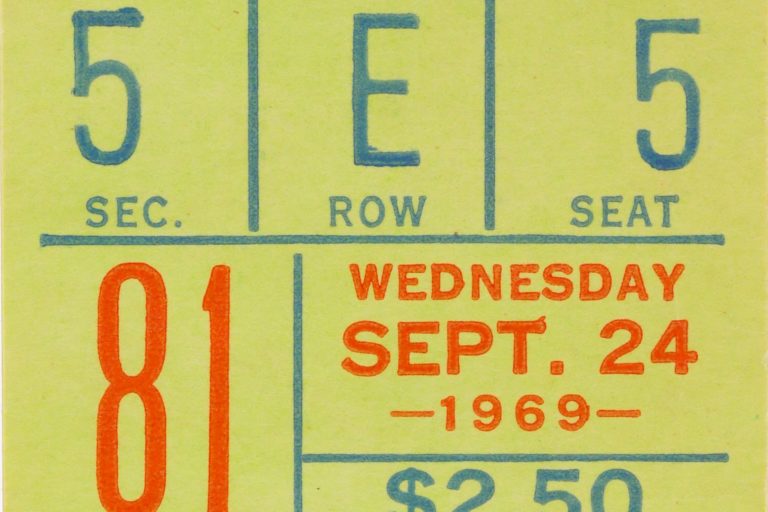 5 E 5
SEC. ROW SEAT
81
WEDNESDAY
SEPT. 24
—1969—
$2.50